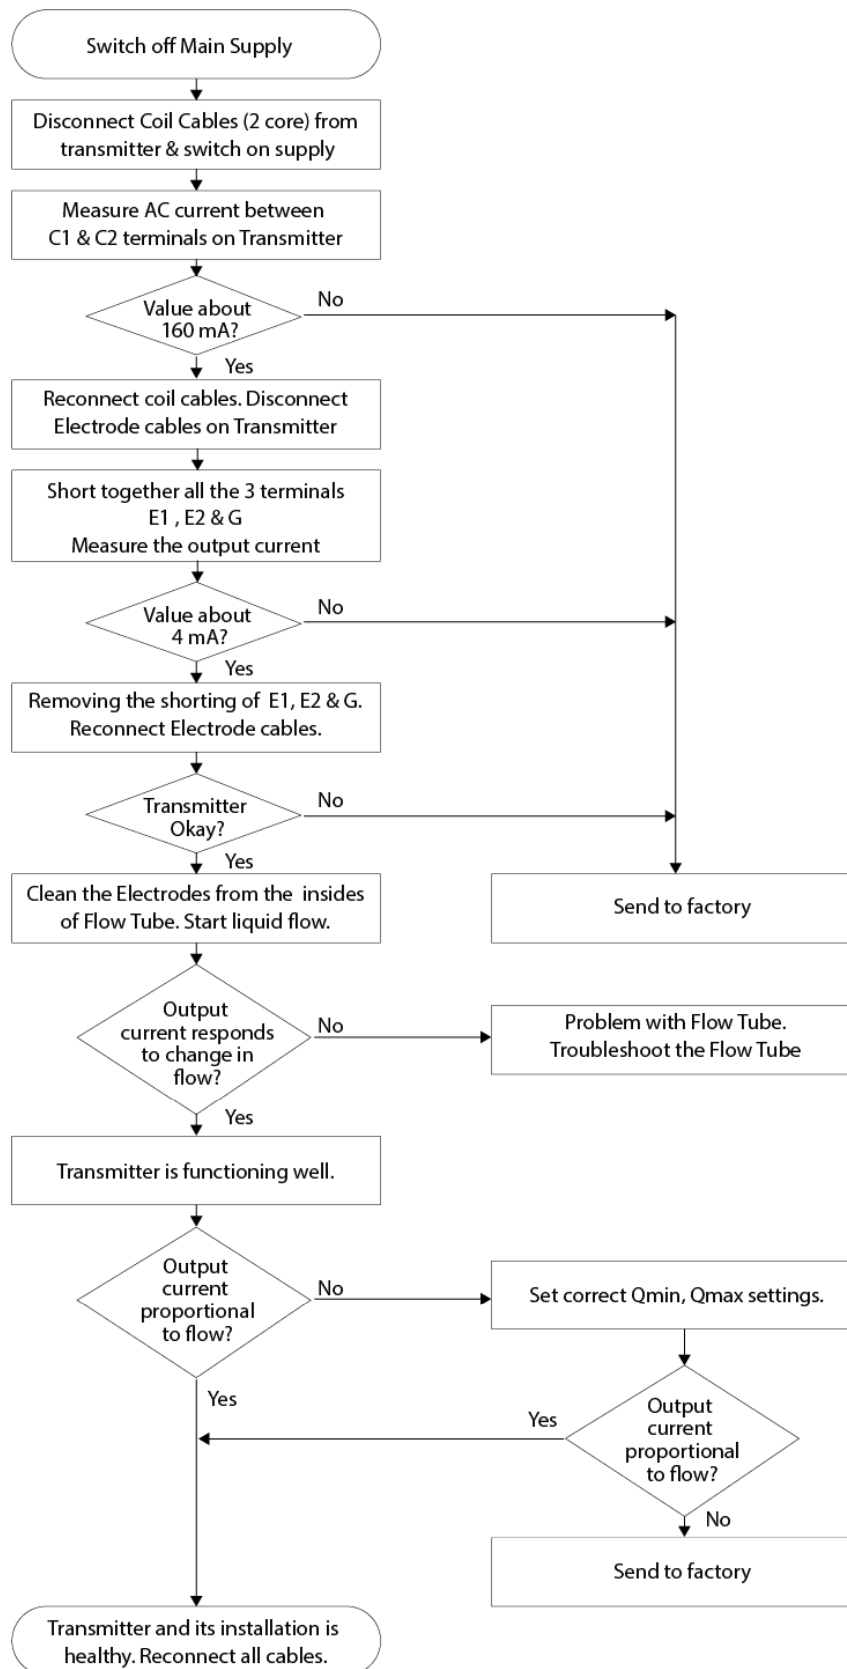 Switch off Main Supply
Disconnect Coil Cables (2 core) from
transmitter & switch on supply
Measure AC current between
C1 & C2 terminals on Transmitter
Value about
160 mA?
No
Yes
Reconnect coil cables. Disconnect
Electrode cables on Transmitter
Short together all the 3 terminals
E1 , E2 & G
Measure the output current
Value about
4 mA?
No
Yes
Removing the shorting of E1, E2 & G.
Reconnect Electrode cables.
Transmitter
Okay?
No
Yes
Clean the Electrodes from the insides
of Flow Tube. Start liquid flow.
Send to factory
Output
current responds
to change in
flow?
No
Problem with Flow Tube.
Troubleshoot the Flow Tube
Yes
Transmitter is functioning well.
Output
current
proportional
to flow?
No
Set correct Qmin, Qmax settings.
Yes
Output
current
proportional
to flow?
Yes
No
Send to factory
Transmitter and its installation is
healthy. Reconnect all cables.